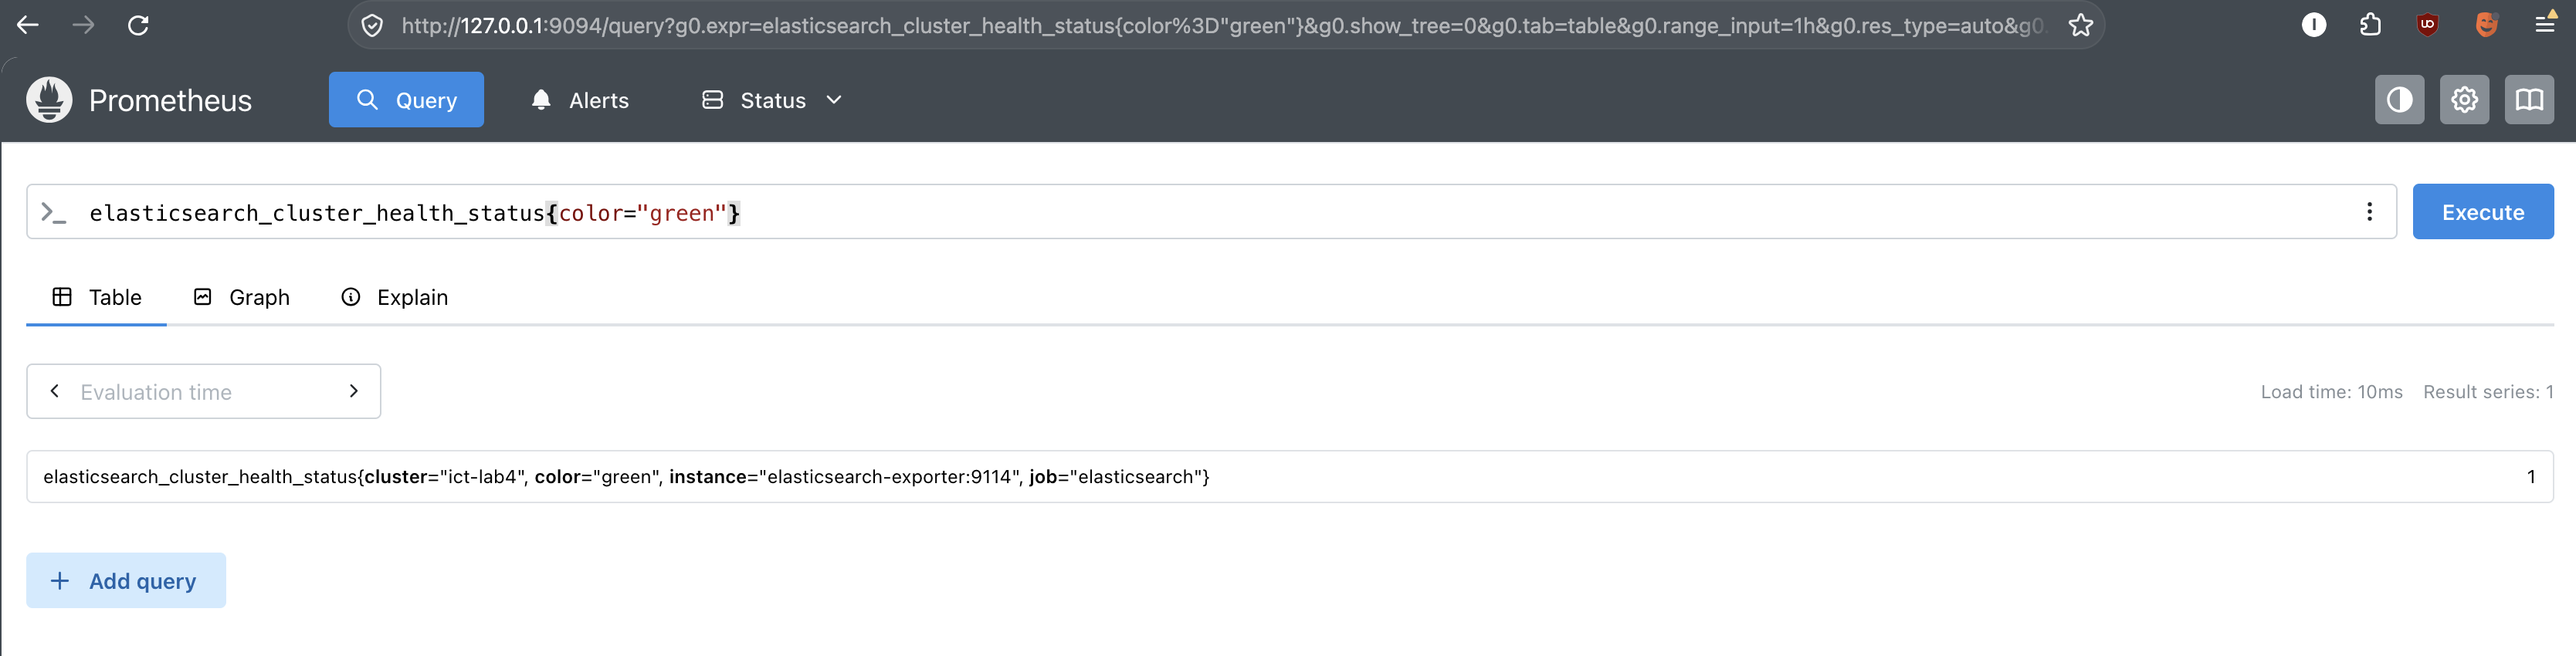 http://127.0.0.1:9094/query?g0.expr=elasticsearch_cluster_health_status{color%3D"green"}&g0.show_tree=0&g0.tab=table&g0.range_input=1h&g0.res_type=auto&g0
Prometheus Query Alerts Status
elasticsearch_cluster_health_status{color="green"} Execute
Table Graph Explain
Evaluation time Load time: 10ms Result series: 1
elasticsearch_cluster_health_status{cluster="ict-lab4", color="green", instance="elasticsearch-exporter:9114", job="elasticsearch"} 1
+ Add query